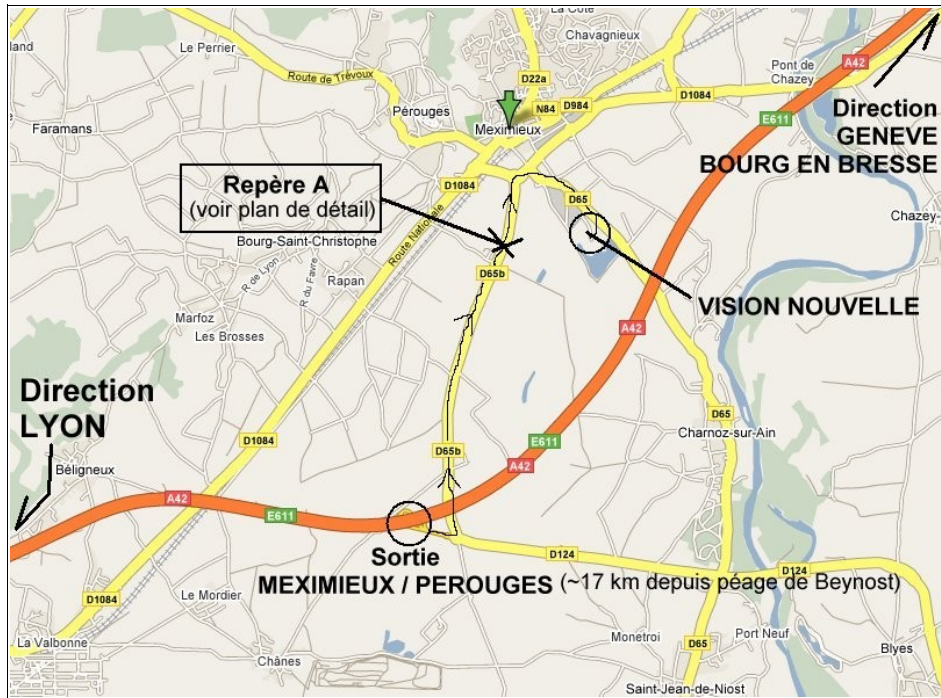 La Côte
Chavagnieux
Le Perrier
Route de Trévoux
D22a
A42
Pont de
Chazey
N84
D984
D1084
Pérouges
Meximieux
Faramans
E611
Direction
GENEVE
BOURG EN BRESSE
Repère A
(voir plan de détail)
D1084
D65
Chazey-
Bourg-Saint-Christophe
Route Nationale
R de Lyon
R du Favre
Rapan
D65b
VISION NOUVELLE
Marfoz
Les Brosses
A42
Direction
LYON
D1084
D65
Charnoz-sur-Ain
E611
D65b
A42
Béligneux
A42
E611
Sortie
D124
MEXIMIEUX / PEROUGES (~17 km depuis péage de Beynost)
D124
D1084
Le Mordier
La Valbonne
Monetroi
D65
Port Neuf
Blyes
Chânes
Saint-Jean-de-Niost